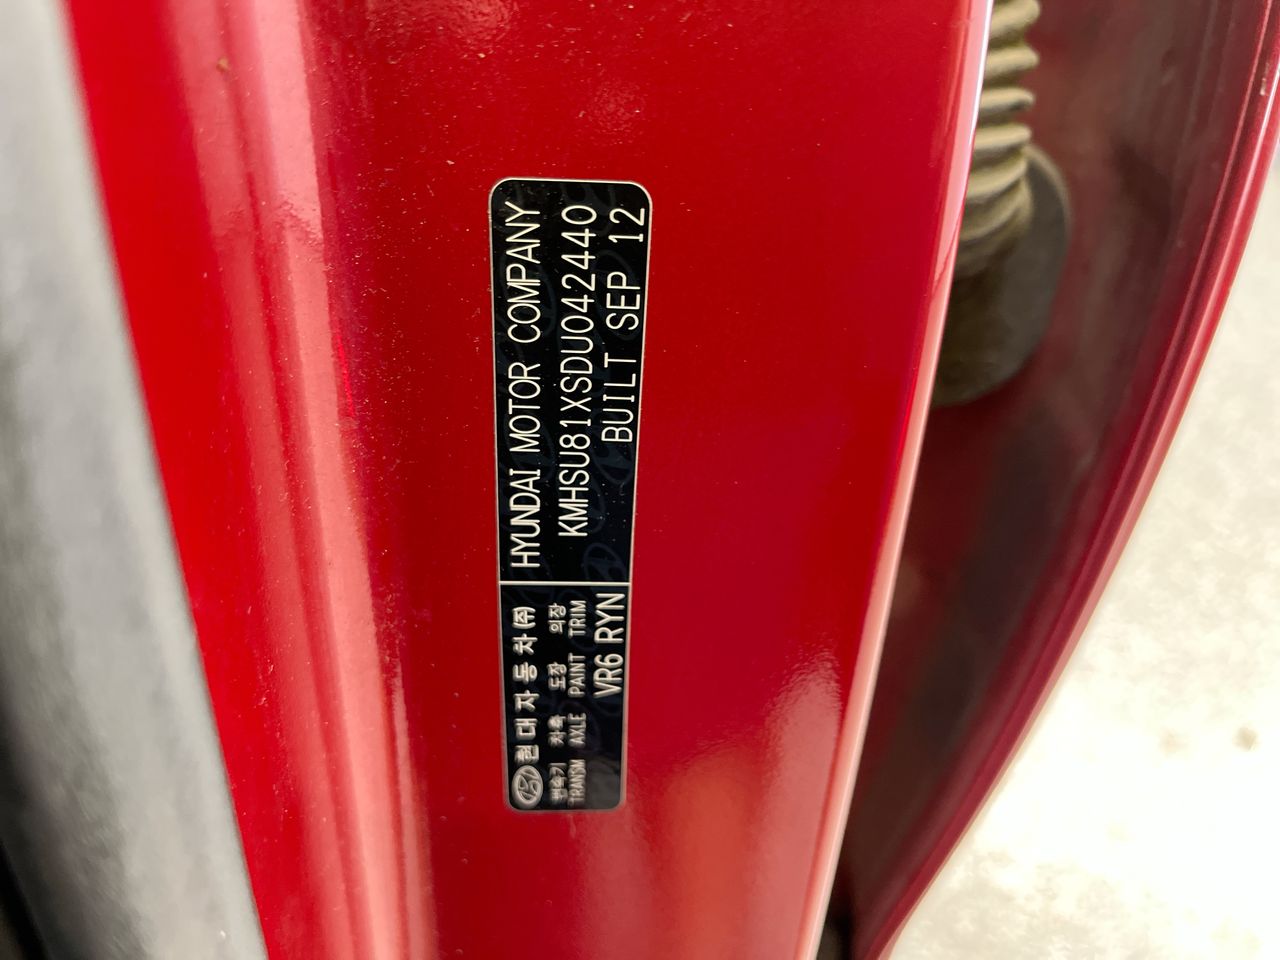 HYUNDAI MOTOR COMPANY
KMHSU81XSDU042440
BUILT SEP 12
현대자동차(주)
변속기 차축 도장 의장
TRANSM AXLE PAINT TRIM
VR6 RYN